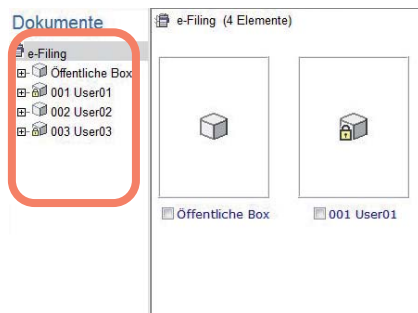 Dokumente
e-Filing
Öffentliche Box
001 User01
002 User02
003 User03
e-Filing (4 Elemente)
Öffentliche Box
001 User01